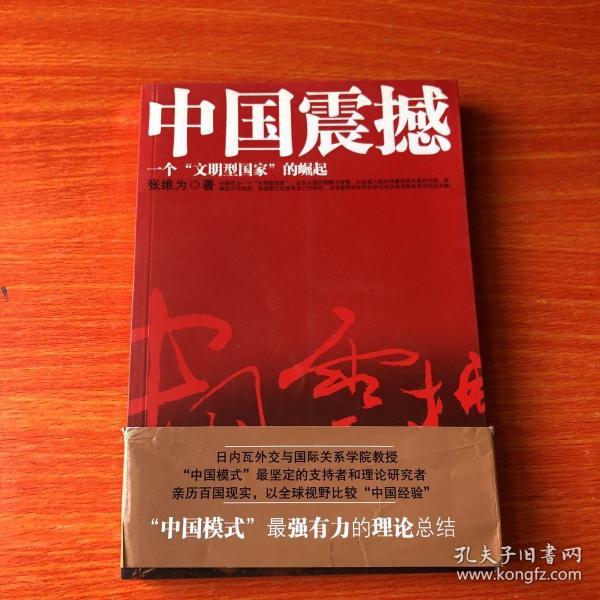 中国震撼
一个“文明型国家”的崛起
张维为◎著
中国震撼
日内瓦外交与国际关系学院教授
“中国模式”最坚定的支持者和理论研究者
亲历百国现实，以全球视野比较“中国经验”
“中国模式”最强有力的理论总结
孔夫子旧书网
www.kongfz.com